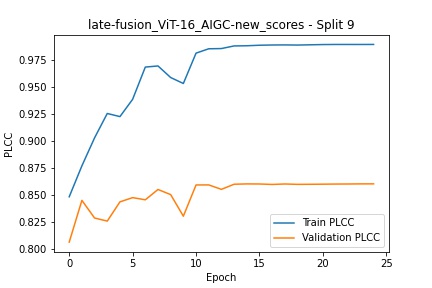 late-fusion_ViT-16_AIGC-new_scores - Split 9
PLCC
0.975
0.950
0.925
0.900
0.875
0.850
0.825
0.800
Train PLCC
Validation PLCC
0 5 10 15 20 25
Epoch